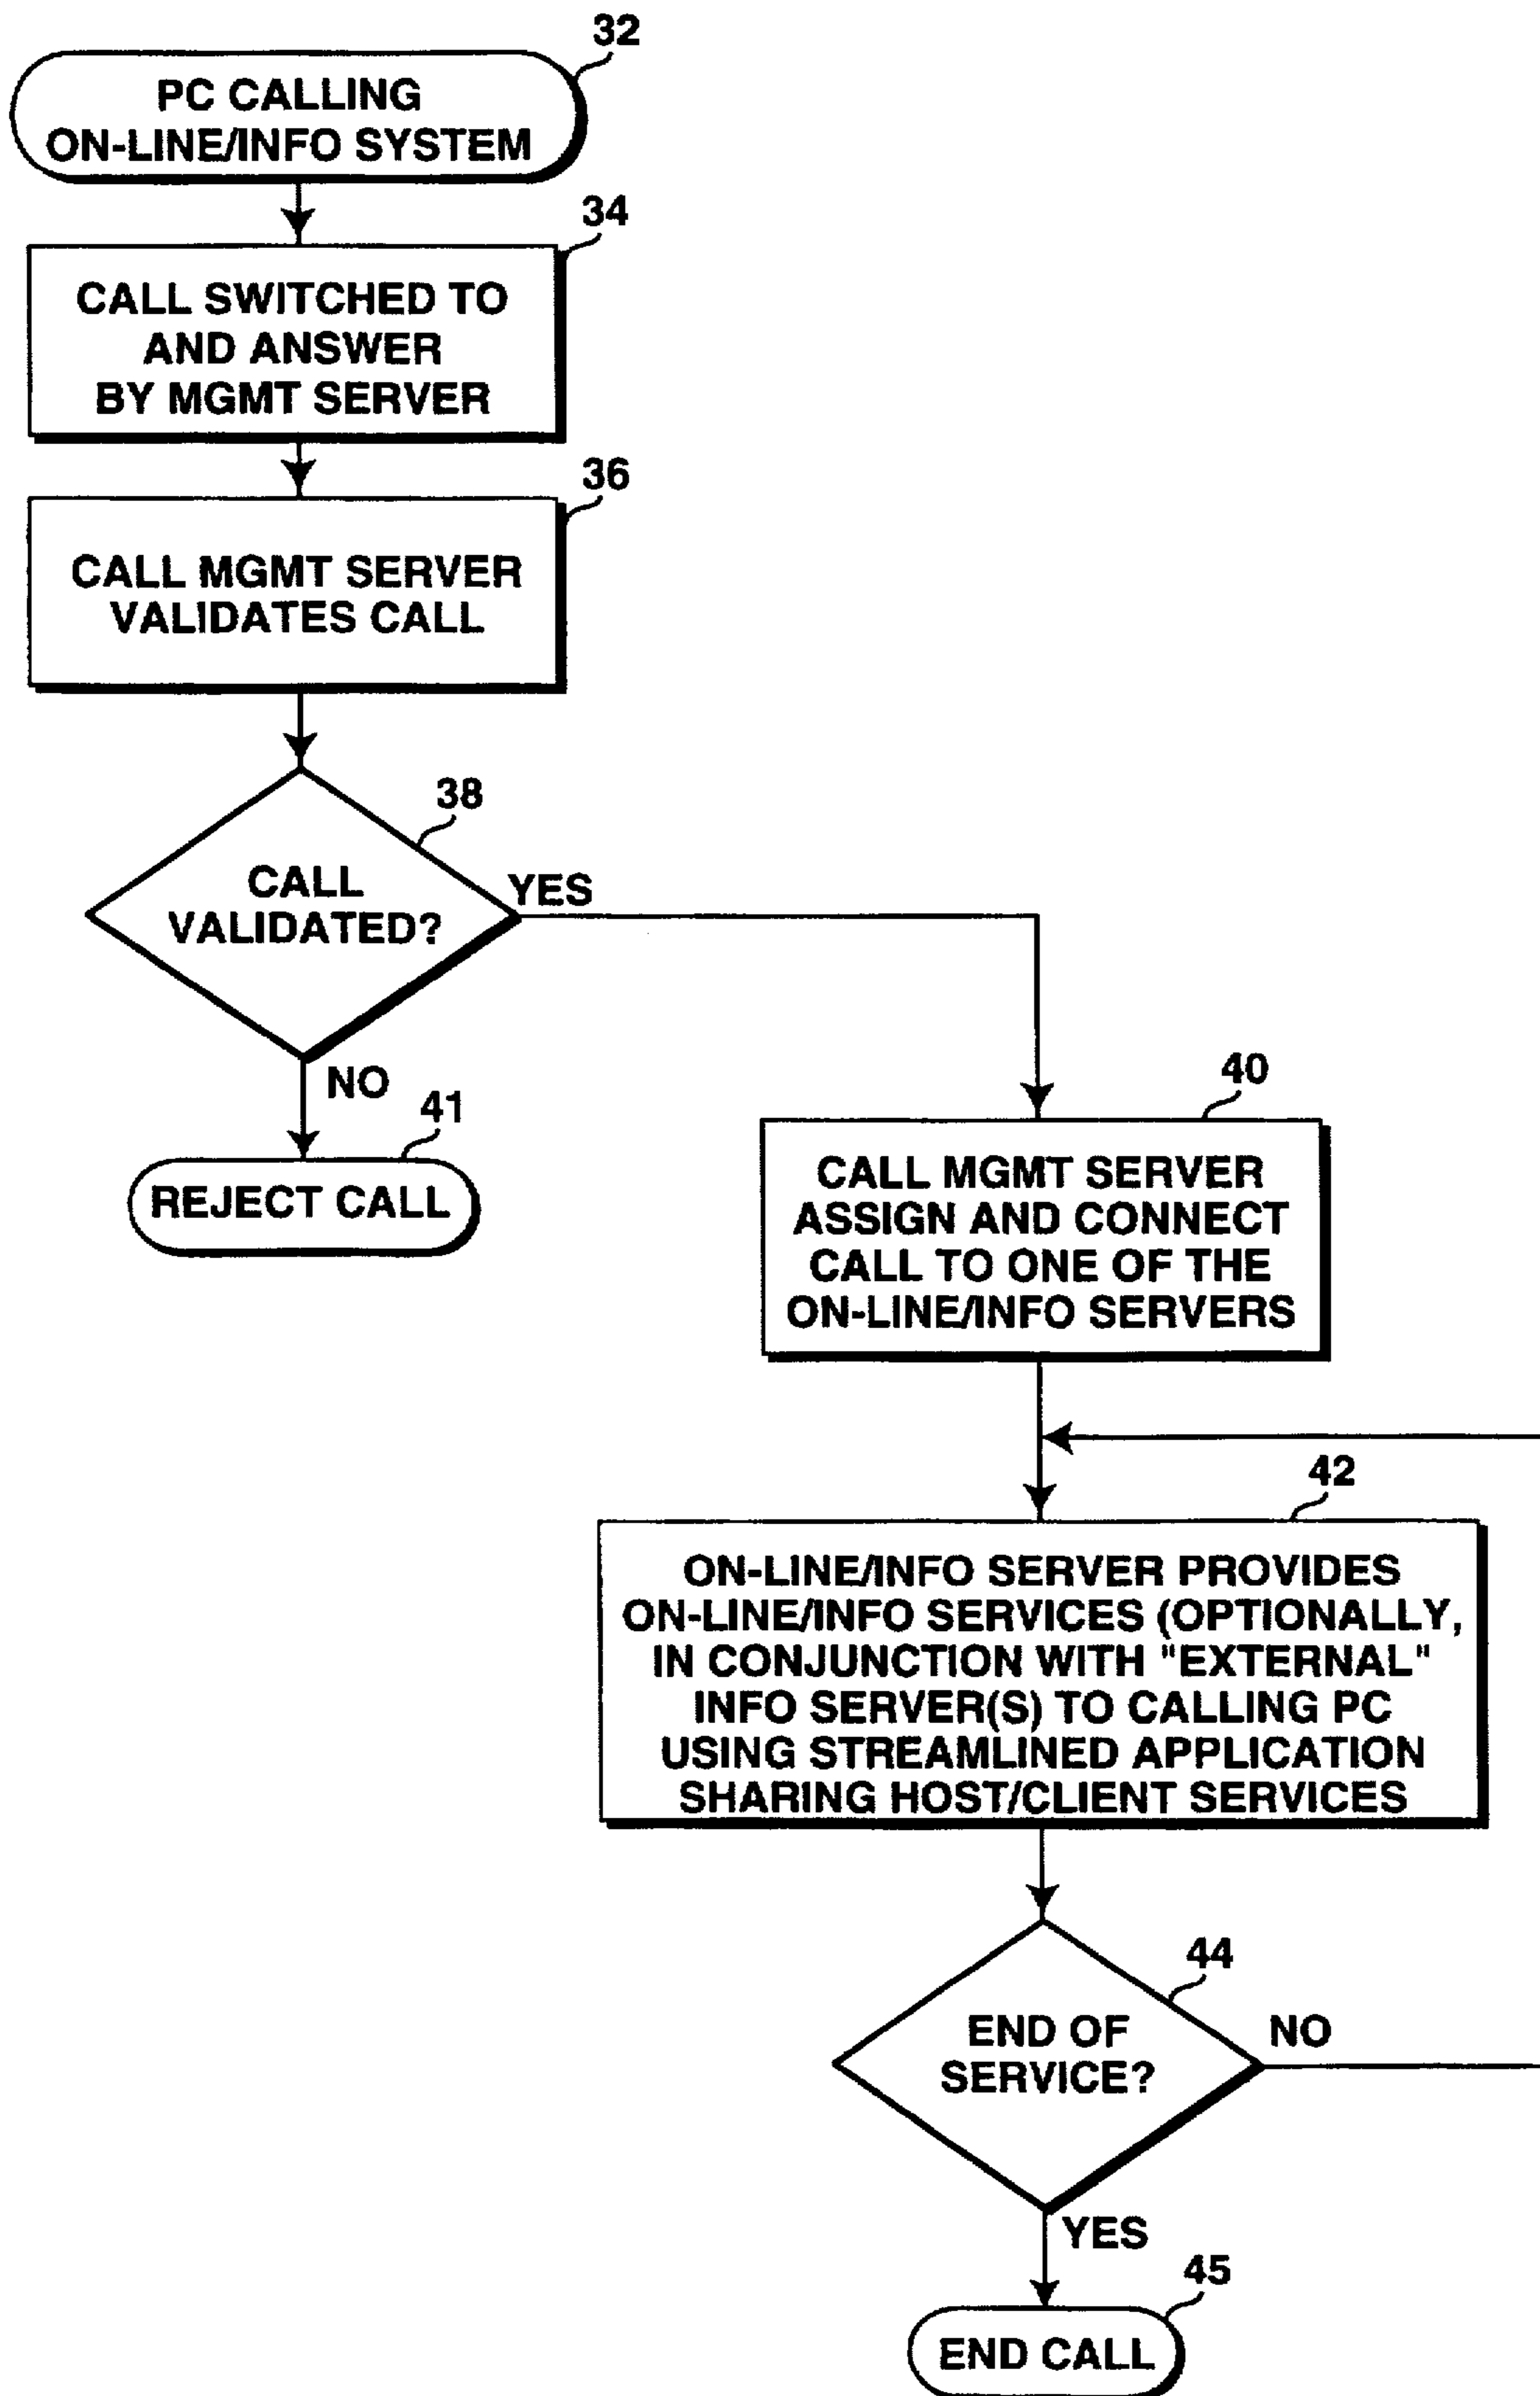 32
PC CALLING
ON-LINE/INFO SYSTEM
34
CALL SWITCHED TO
AND ANSWER
BY MGMT SERVER
36
CALL MGMT SERVER
VALIDATES CALL
38
CALL
VALIDATED?
YES
NO
41
REJECT CALL
40
CALL MGMT SERVER
ASSIGN AND CONNECT
CALL TO ONE OF THE
ON-LINE/INFO SERVERS
42
ON-LINE/INFO SERVER PROVIDES
ON-LINE/INFO SERVICES (OPTIONALLY,
IN CONJUNCTION WITH "EXTERNAL"
INFO SERVER(S) TO CALLING PC
USING STREAMLINED APPLICATION
SHARING HOST/CLIENT SERVICES
44
END OF
SERVICE?
NO
YES
45
END CALL